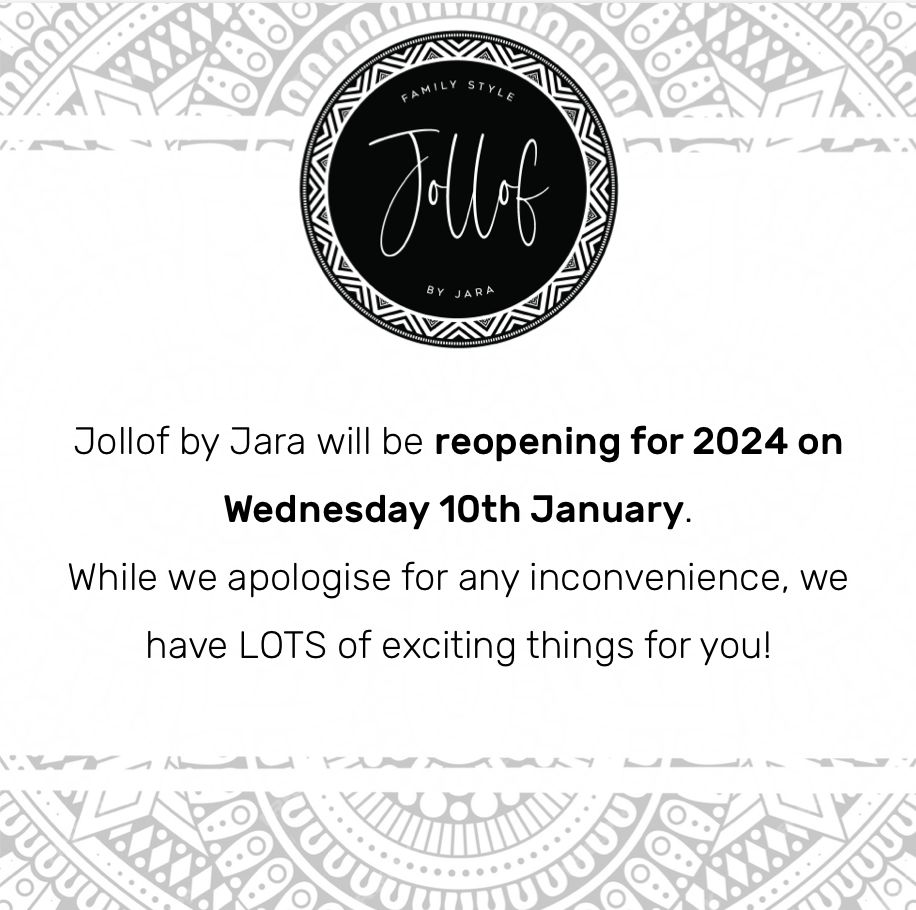 FAMILY STYLE
Jollof
BY JARA
Jollof by Jara will be reopening for 2024 on
Wednesday 10th January.
While we apologise for any inconvenience, we
have LOTS of exciting things for you!